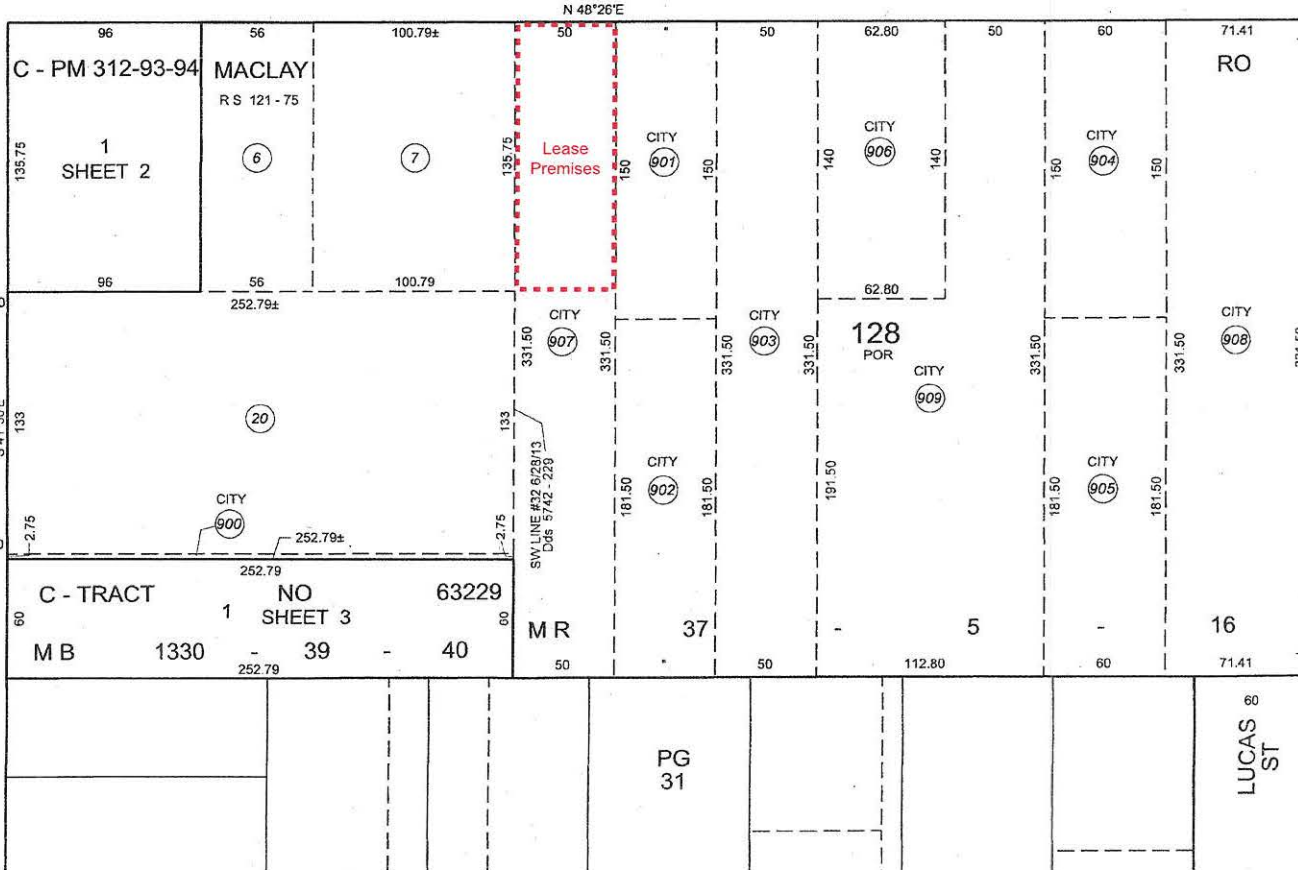 N 48°26'E
96 56 100.79± 50 " 50 62.80 50 60 71.41
C - PM 312-93-94 MACLAY RO
R S 121 - 75
1
SHEET 2
135.75
6
7
135.75
Lease
Premises
150
CITY
901
150
140
CITY
906
140
150
CITY
904
150
96 56 100.79
252.79±
62.80
331.50
CITY
907
331.50
331.50
CITY
903
331.50
128
POR
CITY
909
331.50
331.50
CITY
908
133
20
133
SW LINE #32 6/28/13
Dds 5742 - 229
181.50
CITY
902
181.50
191.50
181.50
CITY
905
181.50
CITY
900
2.75
252.79±
2.75
252.79
C - TRACT NO 63229
1 SHEET 3
60
60
M B 1330 - 39 - 40
252.79
M R 37 - 5 - 16
50 " 50 112.80 60 71.41
PG
31
60
LUCAS
ST